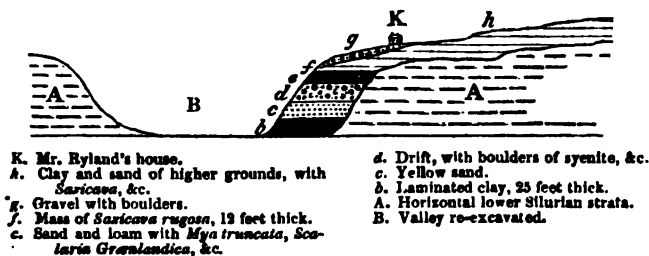 K
h
g
f
e
d
c
b
A
B
A
K. Mr. Ryland's house.
h. Clay and sand of higher grounds, with
Saxicava, &c.
g. Gravel with boulders.
f. Mass of Saxicava rugosa, 12 feet thick.
e. Sand and loam with Mya truncata, Sca-
laria Grœnlandica, &c.
d. Drift, with boulders of syenite, &c.
c. Yellow sand.
b. Laminated clay, 25 feet thick.
A. Horizontal lower Silurian strata.
B. Valley re-excavated.